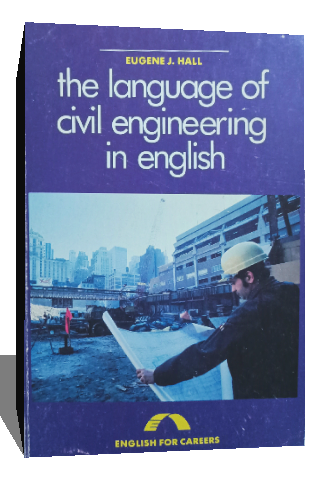 EUGENE J. HALL
the language of
civil engineering
in english
ENGLISH FOR CAREERS